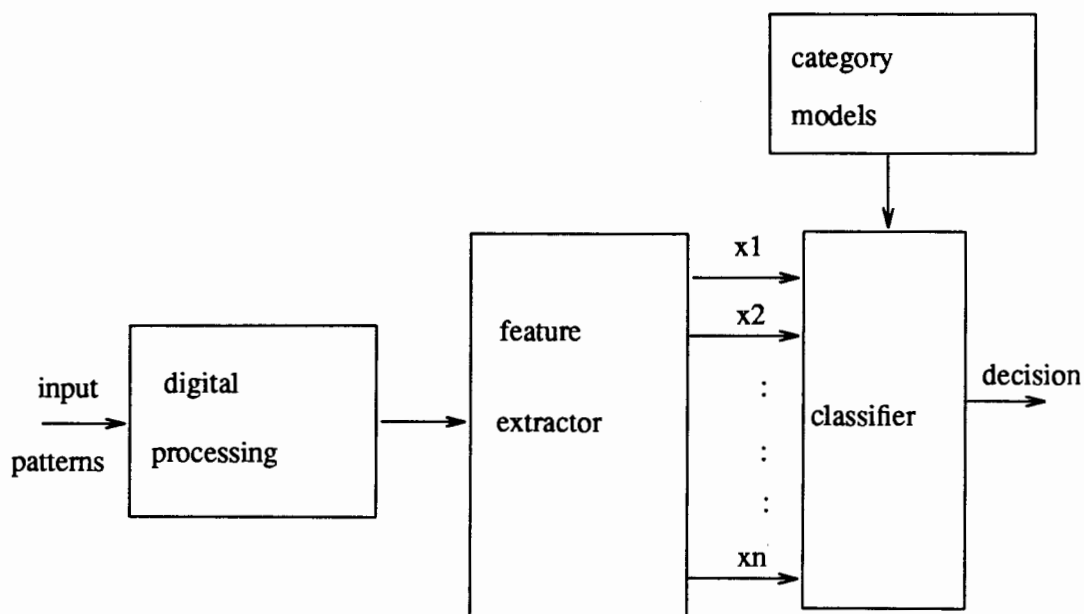 category
models
x1
x2
feature
extractor
input
patterns
digital
processing
:
:
:
classifier
decision
xn